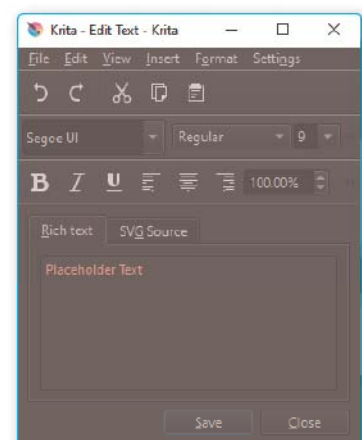 Krita - Edit Text - Krita
File Edit View Insert Format Settings
Segoe UI Regular 9
B I U 100.00%
Rich text SVG Source
Placeholder Text
Save Close